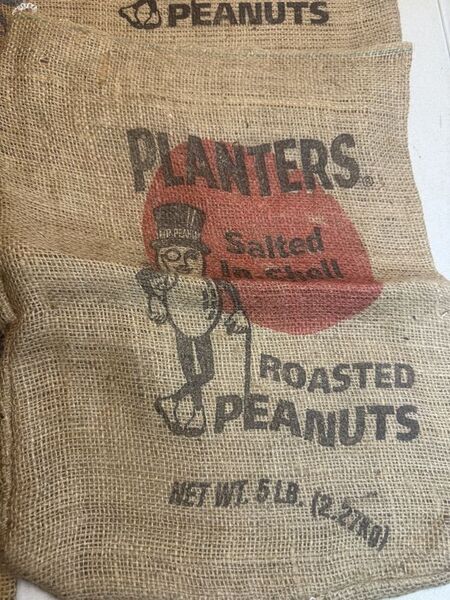 PEANUTS
PLANTERS®
MR. PEANUT
Salted
In-Shell
ROASTED
PEANUTS
NET WT. 5 LB. (2.27KG)